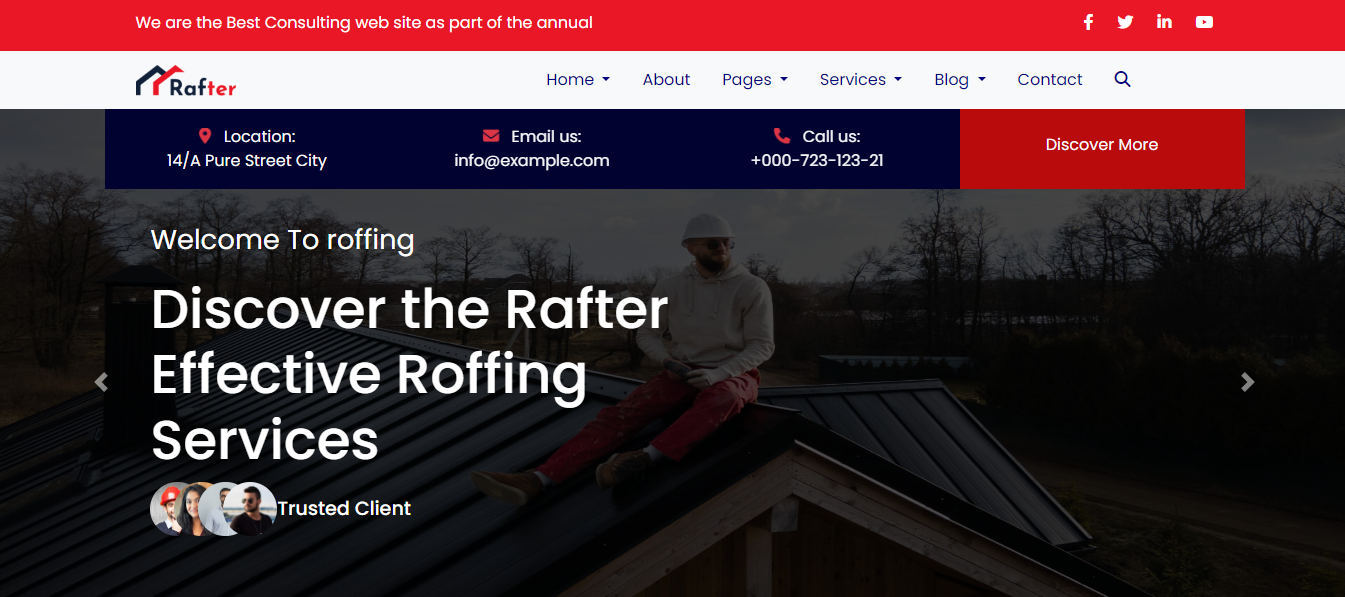 We are the Best Consulting web site as part of the annual
Rafter
Home About Pages Services Blog Contact
Location:
14/A Pure Street City
Email us:
info@example.com
Call us:
+000-723-123-21
Discover More
Welcome To roffing
Discover the Rafter
Effective Roffing
Services
Trusted Client